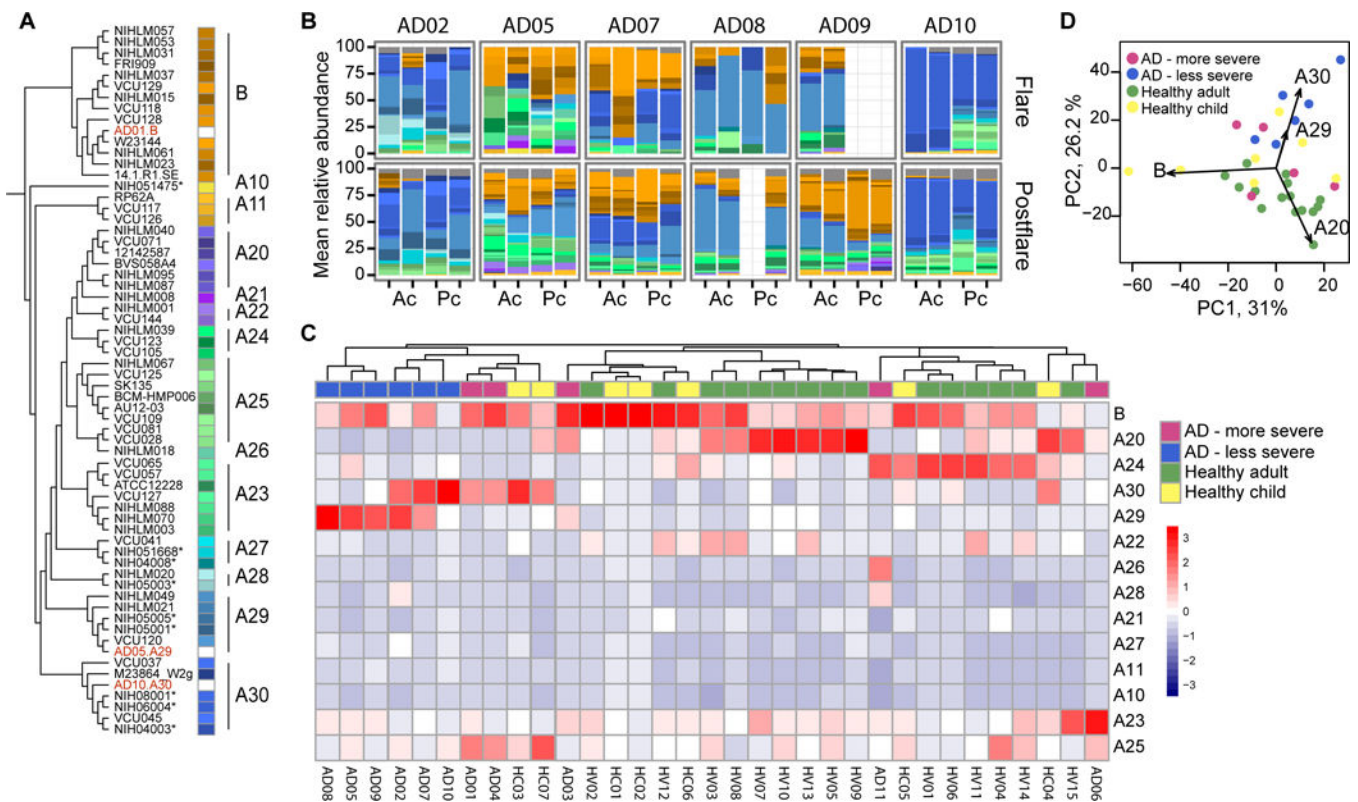 A
NIHLM057
NIHLM053
NIHLM031
FRI909
NIHLM037
VCU129
NIHLM015
VCU118
VCU128
AD01.B
W23144
NIHLM061
NIHLM023
14.1.R1.SE
NIH051475*
RP62A
VCU117
VCU126
NIHLM040
VCU071
12142587
BVS058A4
NIHLM095
NIHLM087
NIHLM008
NIHLM001
VCU144
NIHLM039
VCU123
VCU105
NIHLM067
VCU125
SK135
BCM-HMP006
AU12-03
VCU109
VCU081
VCU028
NIHLM018
VCU065
VCU057
ATCC12228
VCU127
NIHLM088
NIHLM070
NIHLM003
VCU041
NIH051668*
NIH04008*
NIHLM020
NIH05003*
NIHLM049
NIHLM021
NIH05005*
NIH05001*
VCU120
AD05.A29
VCU037
M23864_W2g
AD10.A30
NIH08001*
NIH06004*
VCU045
NIH04003*
B
A10
A11
A20
A21
A22
A24
A25
A26
A23
A27
A28
A29
A30
B
AD02 AD05 AD07 AD08 AD09 AD10
Mean relative abundance
100
75
50
25
0
100
75
50
25
0
Flare
Postflare
Ac Pc Ac Pc Ac Pc Ac Pc Ac Pc Ac Pc
D
AD - more severe
AD - less severe
Healthy adult
Healthy child
PC2, 26.2 %
40
20
0
−20
A30
A29
B
A20
−60 −40 −20 0 20
PC1, 31%
C
B
A20
A24
A30
A29
A22
A26
A28
A21
A27
A11
A10
A23
A25
AD08 AD05 AD09 AD02 AD07 AD10 AD01 AD04 HC03 HC07 AD03 HV02 HC01 HC02 HV12 HC06 HV03 HV08 HV07 HV10 HV13 HV05 HV09 AD11 HC05 HV01 HV06 HV11 HV04 HV14 HC04 HV15 AD06
AD - more severe
AD - less severe
Healthy adult
Healthy child
3
2
1
0
−1
−2
−3